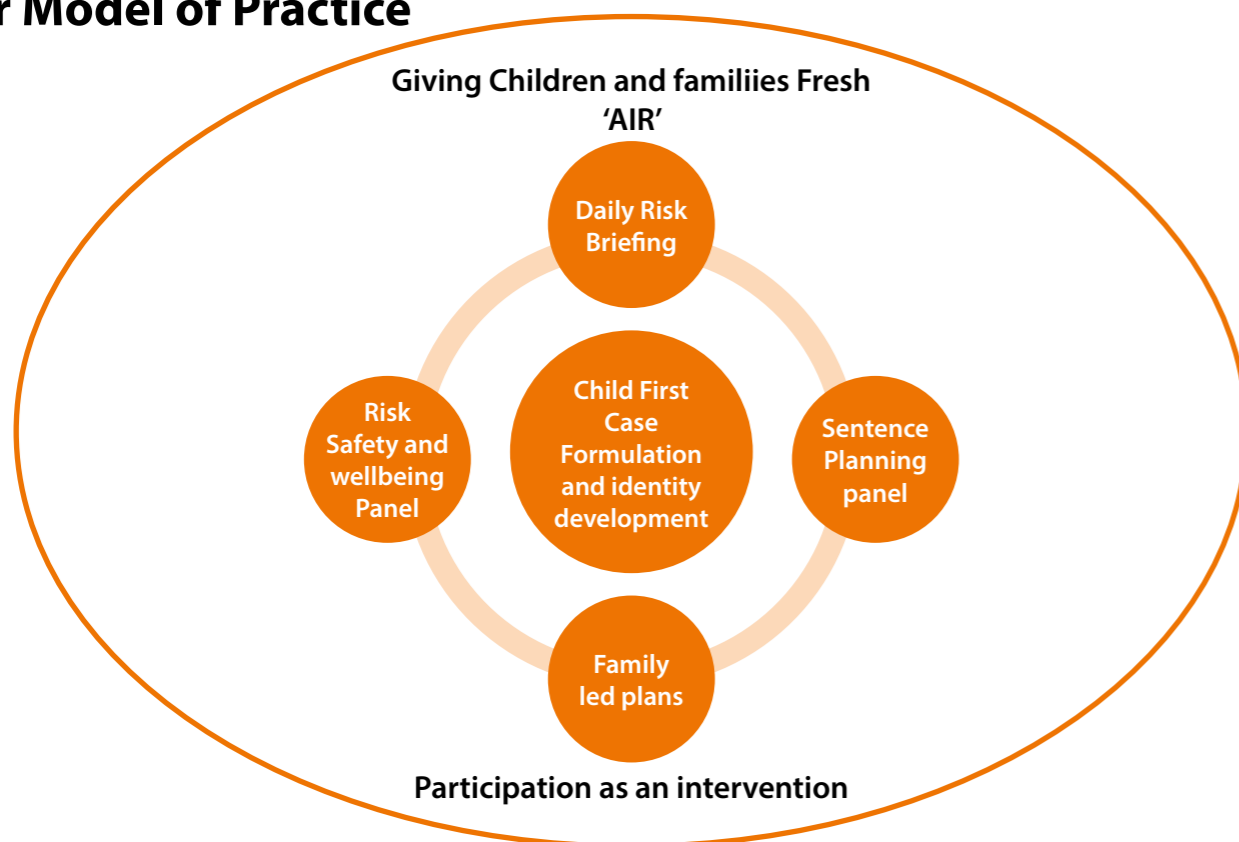 r Model of Practice
Giving Children and familiies Fresh
‘AIR’
Daily Risk
Briefing
Risk
Safety and
wellbeing
Panel
Child First
Case
Formulation
and identity
development
Sentence
Planning
panel
Family
led plans
Participation as an intervention